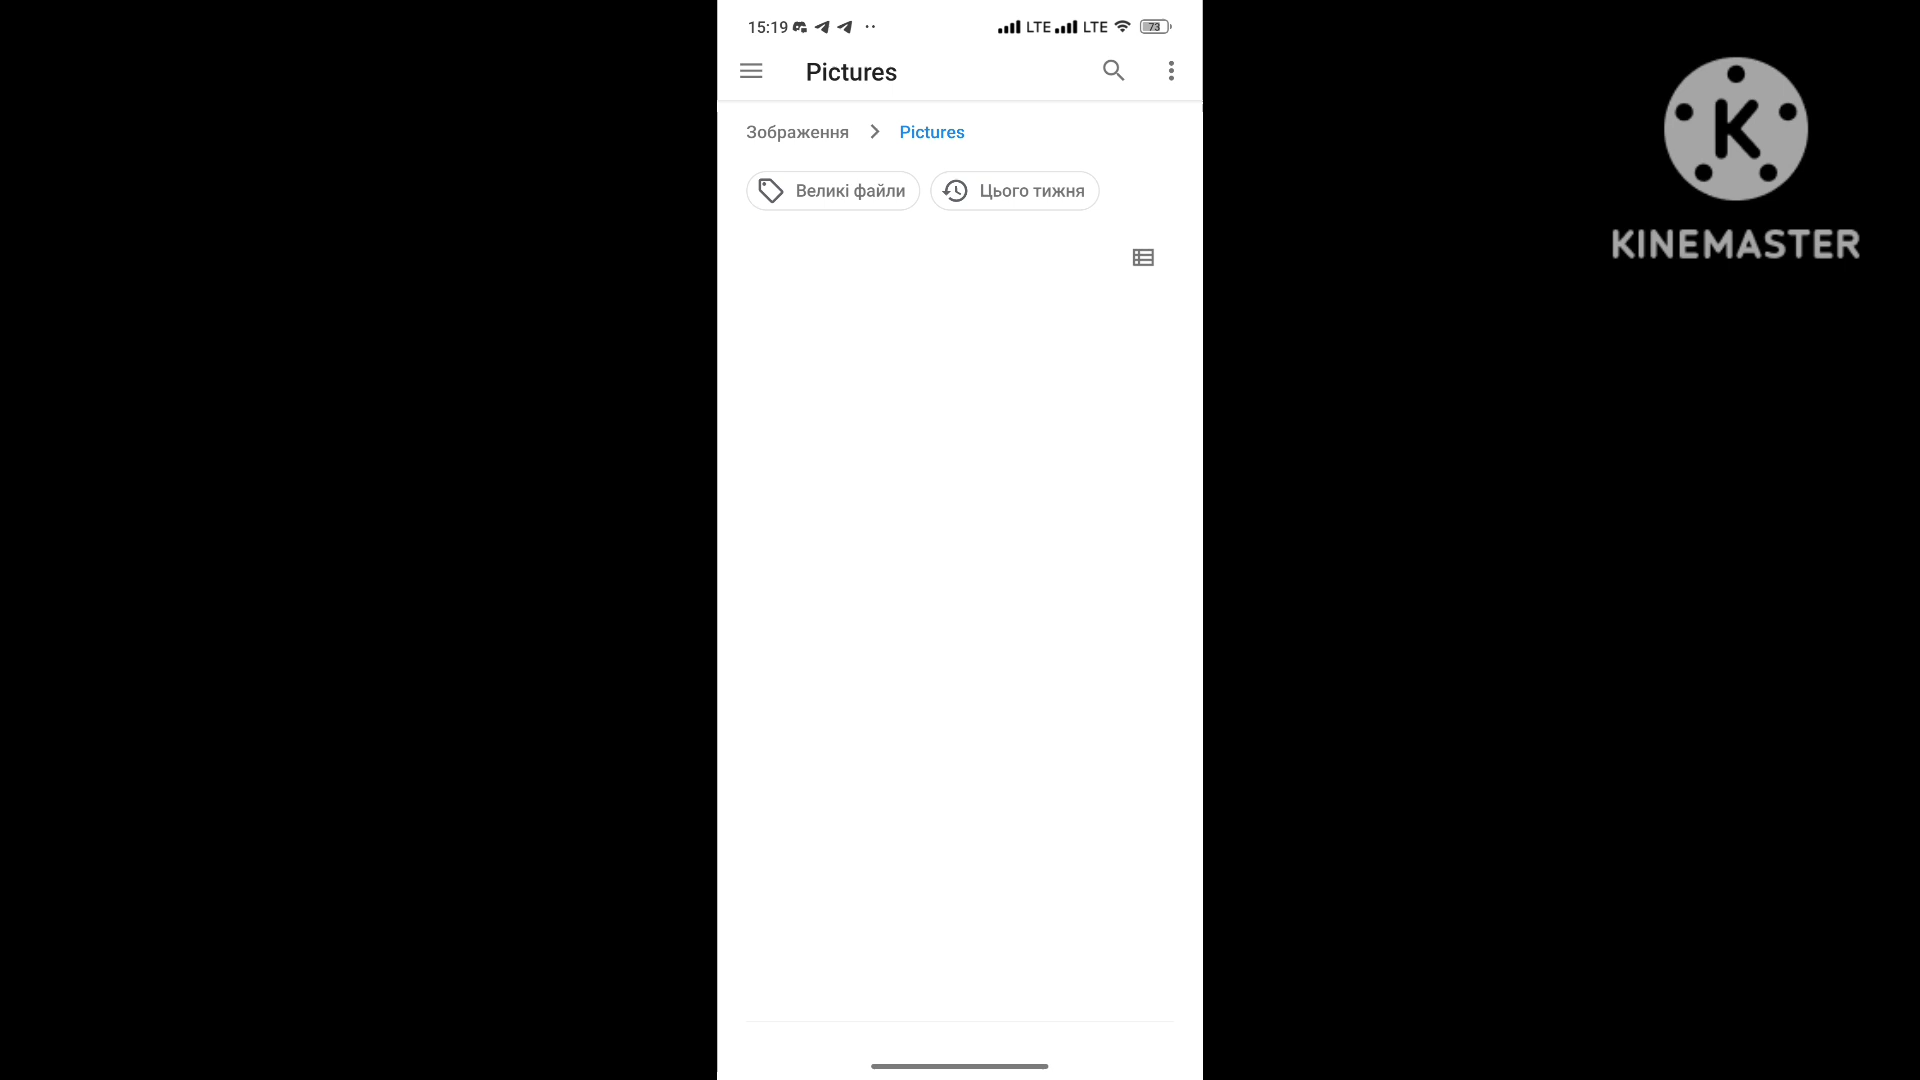 15:19 LTE LTE 73
Pictures
Зображення > Pictures
Великі файли Цього тижня
K
KINEMASTER